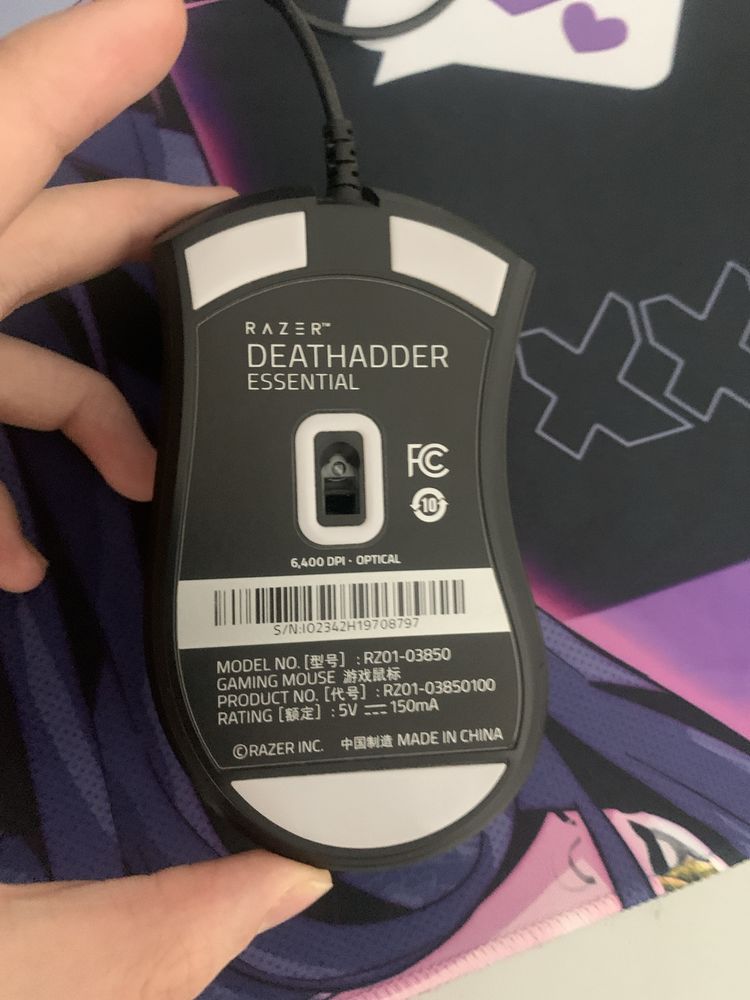 RAZER™
DEATHADDER
ESSENTIAL
FC
10
6,400 DPI · OPTICAL
S/N:IO2342H19708797
MODEL NO. [型号] : RZ01-03850
GAMING MOUSE 游戏鼠标
PRODUCT NO. [代号] : RZ01-03850100
RATING [额定] : 5V ⎓ 150mA
©RAZER INC. 中国制造 MADE IN CHINA
XX